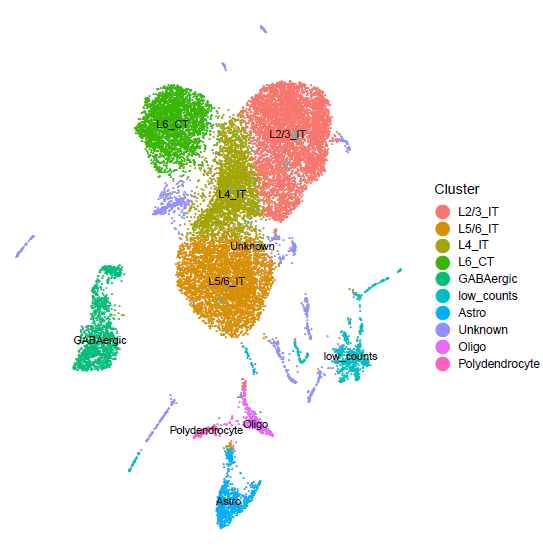 L6_CT
L2/3_IT
L4_IT
Unknown
L5/6_IT
GABAergic
low_counts
Polydendrocyte
Oligo
Astro
Cluster
L2/3_IT
L5/6_IT
L4_IT
L6_CT
GABAergic
low_counts
Astro
Unknown
Oligo
Polydendrocyte